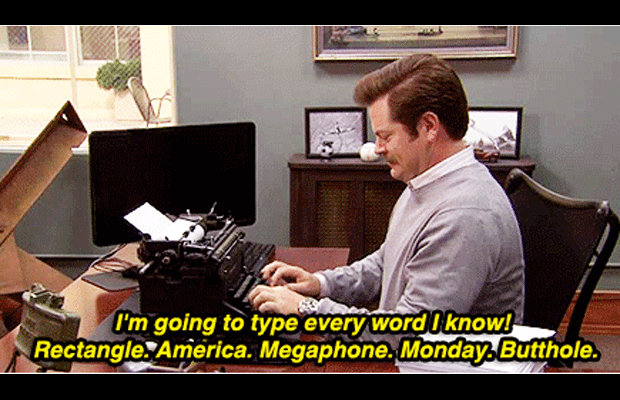 I'm going to type every word I know!
Rectangle. America. Megaphone. Monday. Butthole.